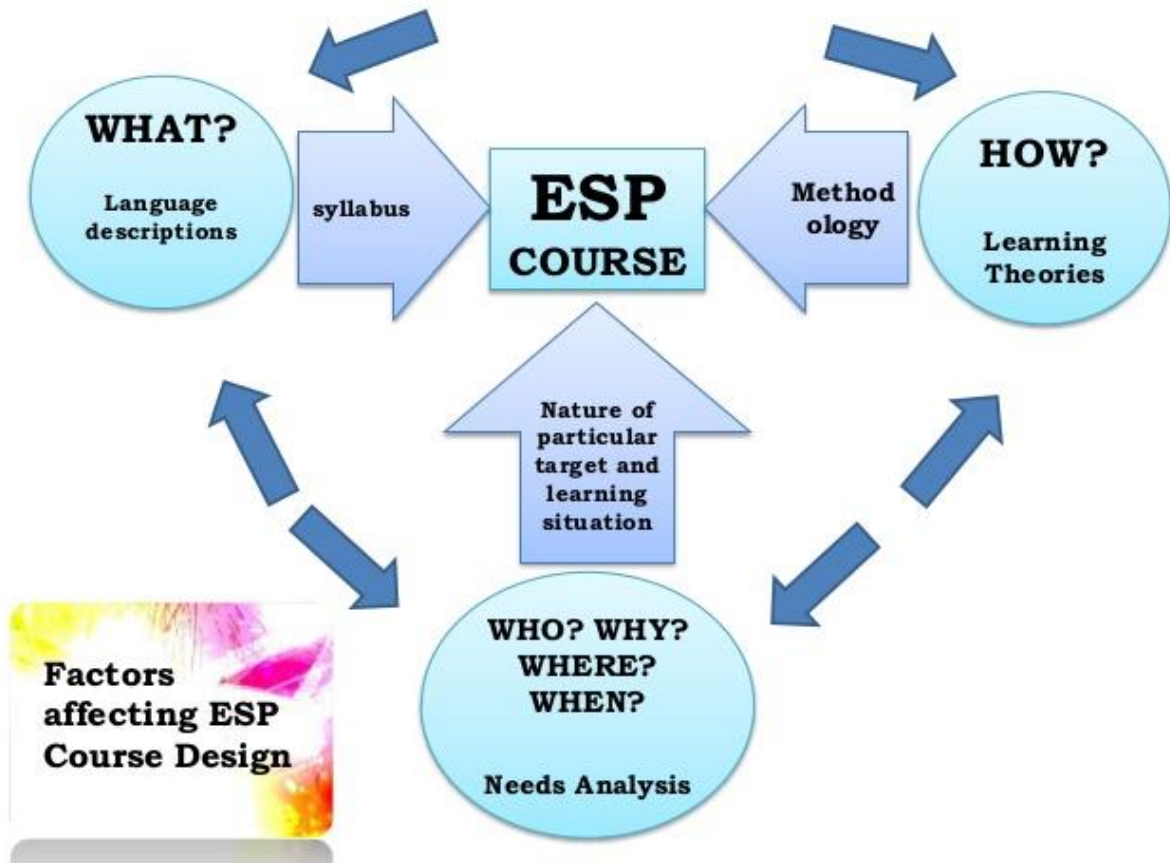 WHAT?
Language
descriptions
syllabus
ESP
COURSE
Method
ology
HOW?
Learning
Theories
Nature of
particular
target and
learning
situation
WHO? WHY?
WHERE?
WHEN?
Needs Analysis
Factors
affecting ESP
Course Design